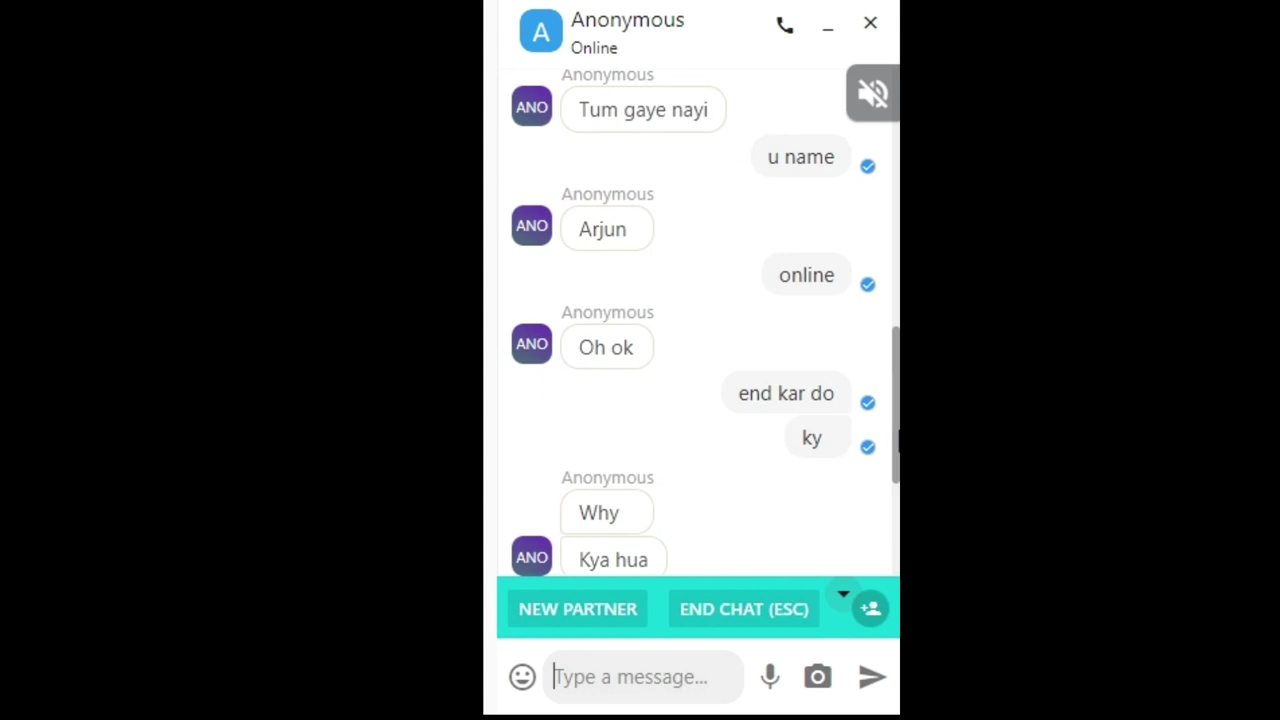 A
Anonymous
Online
Anonymous
ANO
Tum gaye nayi
u name
Anonymous
ANO
Arjun
online
Anonymous
ANO
Oh ok
end kar do
ky
Anonymous
Why
ANO
Kya hua
NEW PARTNER
END CHAT (ESC)
Type a message...